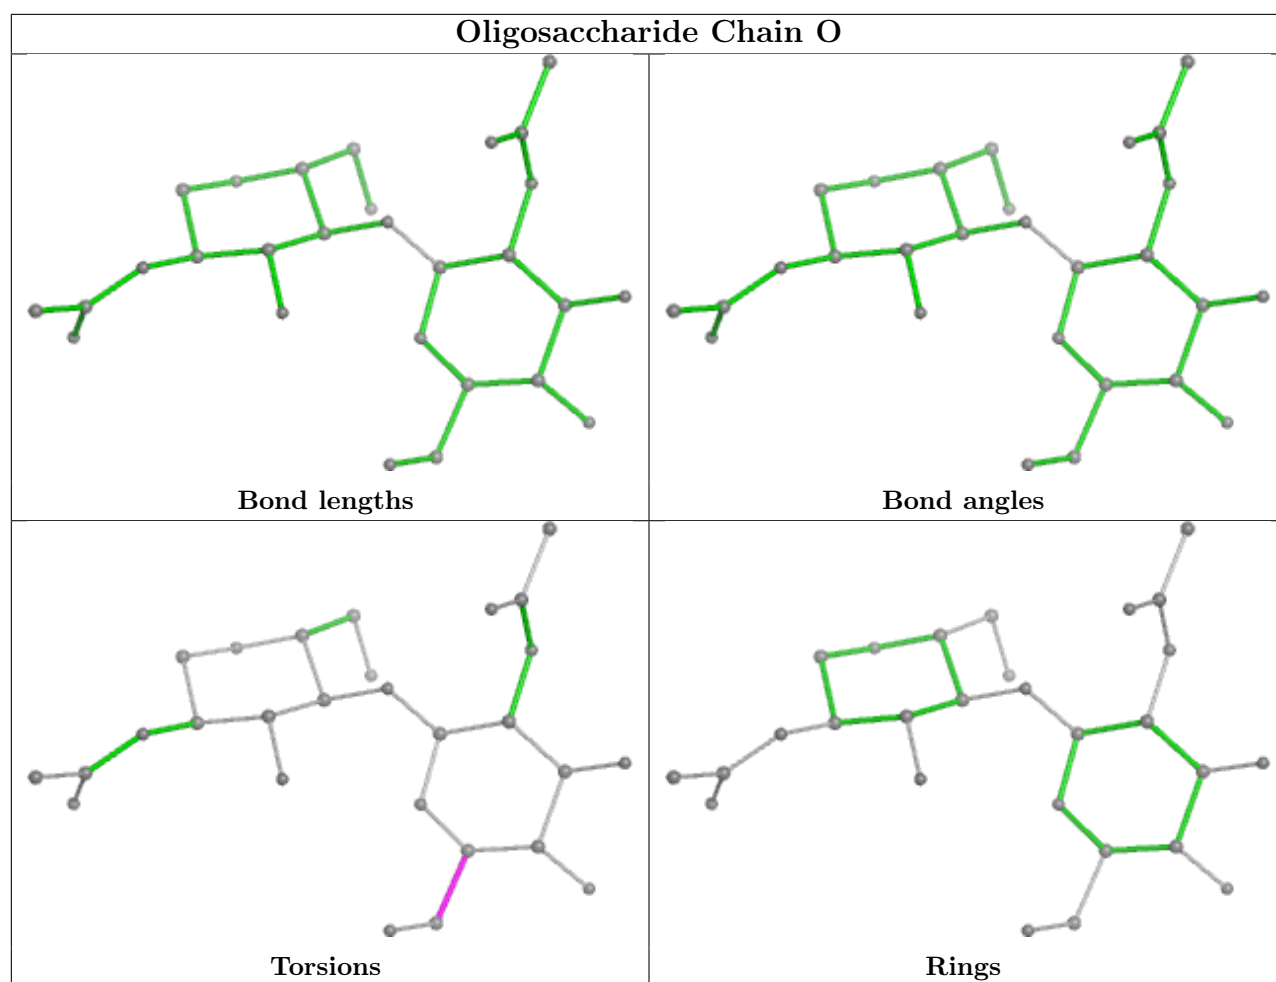 Oligosaccharide Chain O
Bond lengths
Bond angles
Torsions
Rings